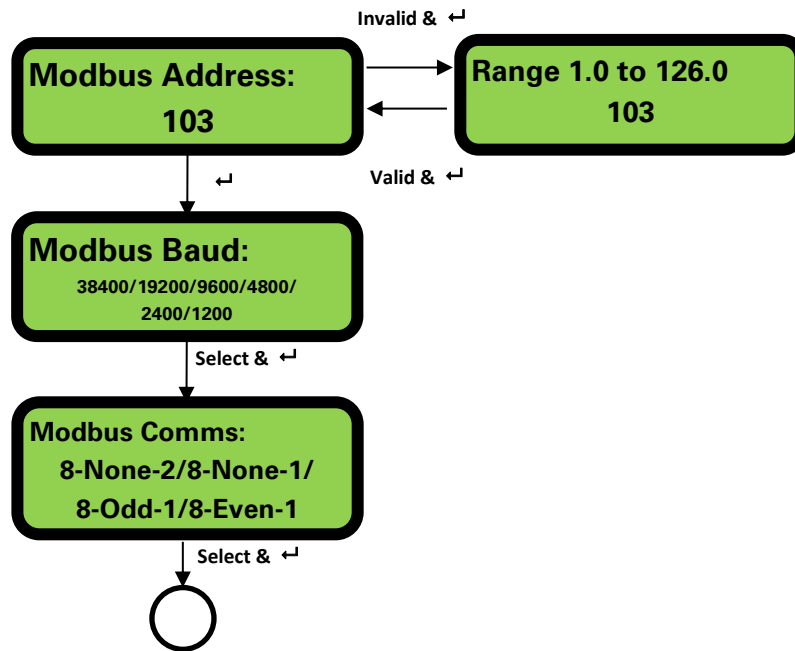 Invalid & ↵
Modbus Address:
103
Range 1.0 to 126.0
103
↵
Valid & ↵
Modbus Baud:
38400/19200/9600/4800/
2400/1200
Select & ↵
Modbus Comms:
8-None-2/8-None-1/
8-Odd-1/8-Even-1
Select & ↵